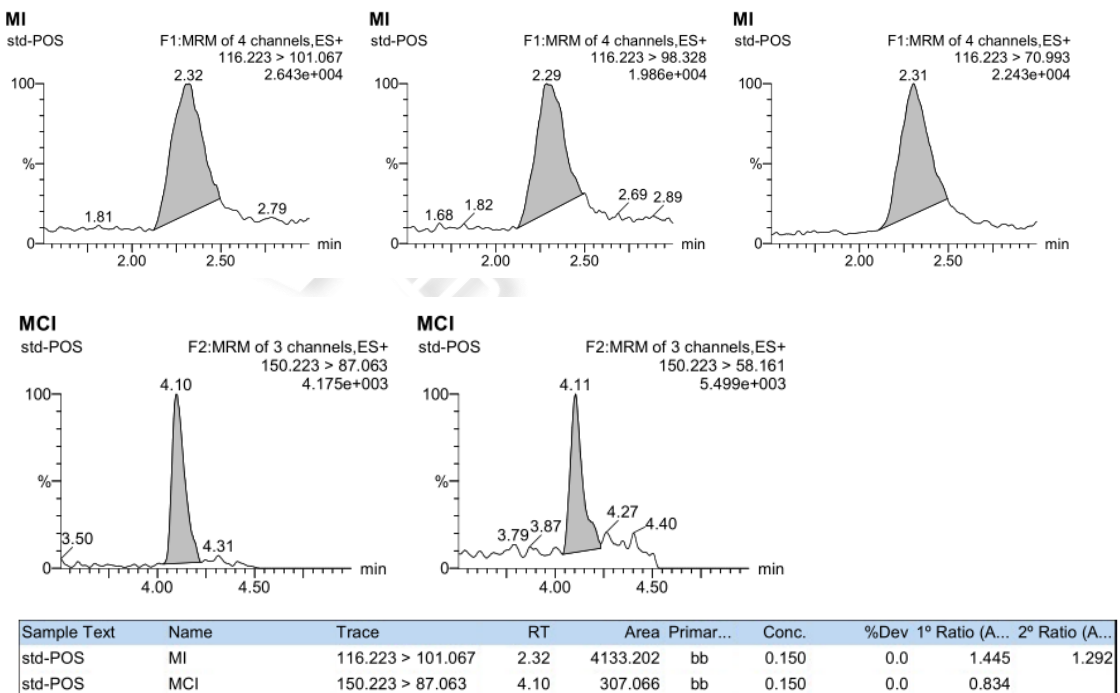 MI
std-POS
F1:MRM of 4 channels,ES+
116.223 > 101.067
2.643e+004
100
%
0
2.32
1.81
2.79
2.00 2.50
min
MI
std-POS
F1:MRM of 4 channels,ES+
116.223 > 98.328
1.986e+004
100
%
0
2.29
1.68
1.82
2.69
2.89
2.00 2.50
min
MI
std-POS
F1:MRM of 4 channels,ES+
116.223 > 70.993
2.243e+004
100
%
0
2.31
2.00 2.50
min
MCI
std-POS
F2:MRM of 3 channels,ES+
150.223 > 87.063
4.175e+003
100
%
0
4.10
3.50
4.31
4.00 4.50
min
MCI
std-POS
F2:MRM of 3 channels,ES+
150.223 > 58.161
5.499e+003
100
%
0
4.11
3.79
3.87
4.27
4.40
4.00 4.50
min
Sample Text Name Trace RT Area Primar... Conc. %Dev 1º Ratio (A... 2º Ratio (A...
std-POS MI 116.223 > 101.067 2.32 4133.202 bb 0.150 0.0 1.445 1.292
std-POS MCI 150.223 > 87.063 4.10 307.066 bb 0.150 0.0 0.834